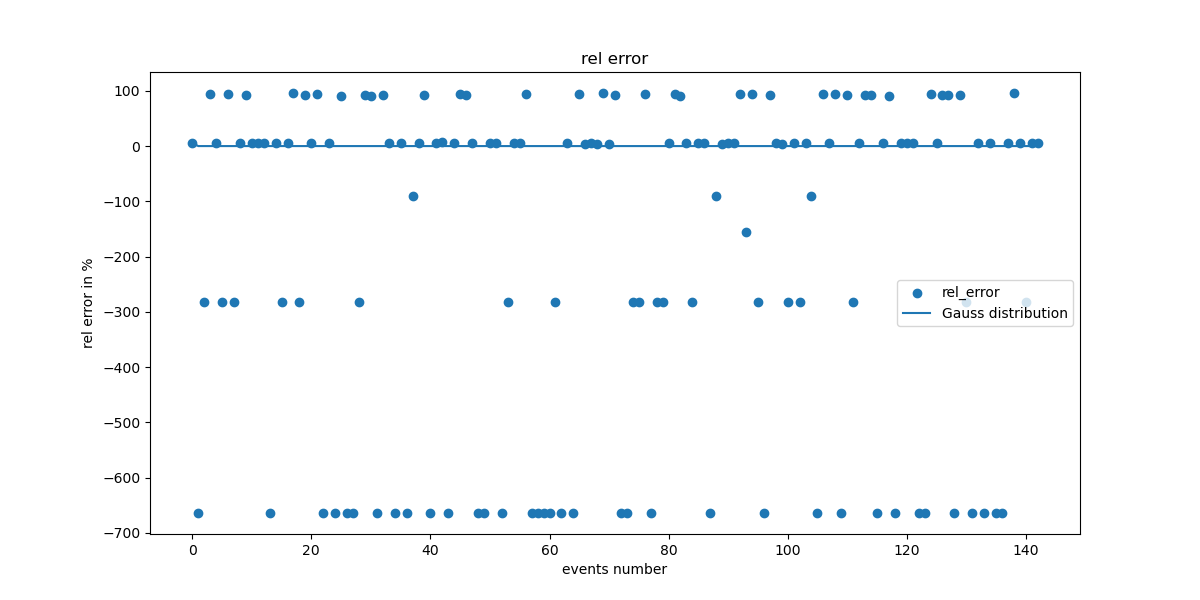 rel error
100
0
−100
−200
−300
−400
−500
−600
−700
rel error in %
rel_error
Gauss distribution
0 20 40 60 80 100 120 140
events number